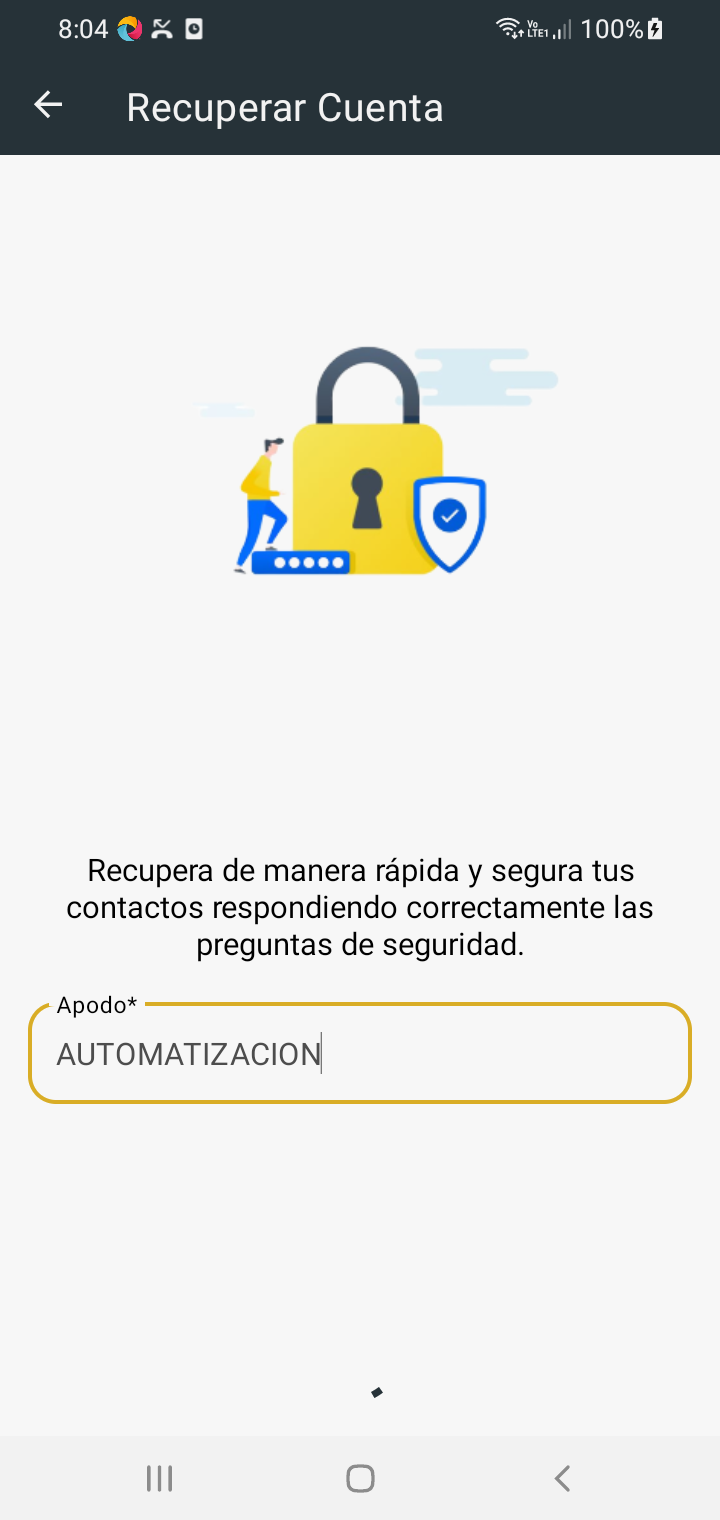 8:04
Vo
LTE1
100%
Recuperar Cuenta
Recupera de manera rápida y segura tus
contactos respondiendo correctamente las
preguntas de seguridad.
Apodo*
AUTOMATIZACION